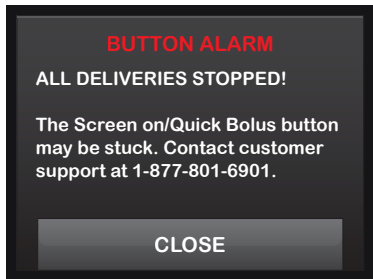 BUTTON ALARM
ALL DELIVERIES STOPPED!
The Screen on/Quick Bolus button
may be stuck. Contact customer
support at 1-877-801-6901.
CLOSE